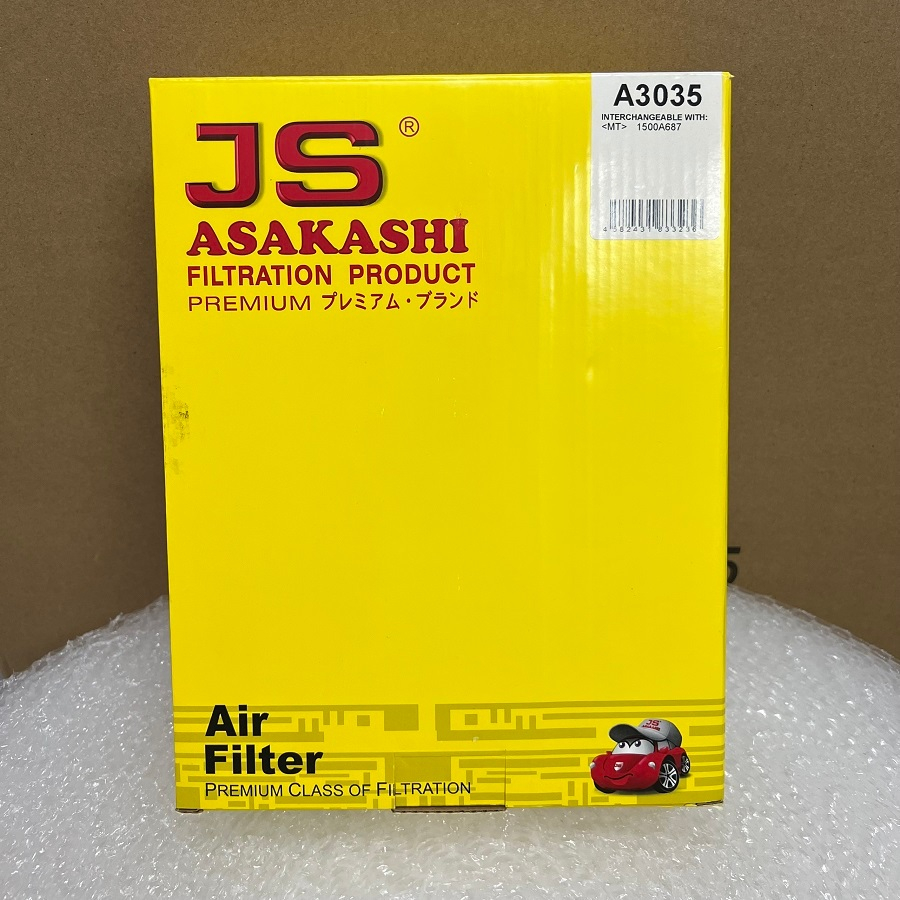 JS®
ASAKASHI
FILTRATION PRODUCT
PREMIUM プレミアム・ブランド
A3035
INTERCHANGEABLE WITH:
<MT> 1500A687
Air
Filter
PREMIUM CLASS OF FILTRATION
JS